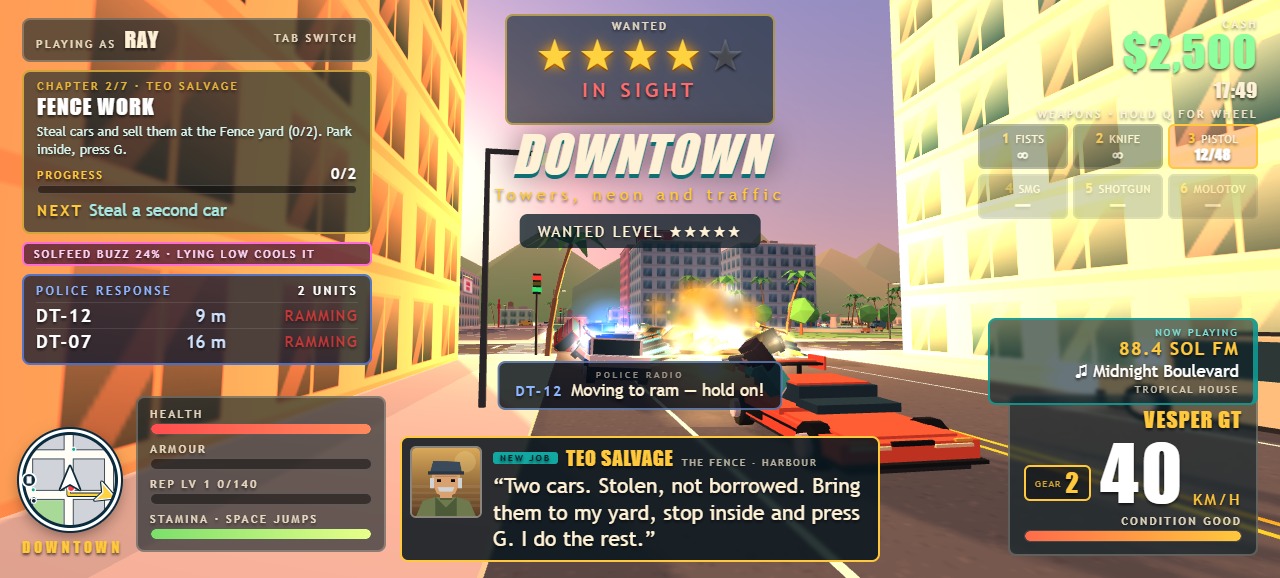 PLAYING AS RAY
TAB SWITCH
CHAPTER 2/7 · TEO SALVAGE
FENCE WORK
Steal cars and sell them at the Fence yard (0/2). Park
inside, press G.
PROGRESS 0/2
NEXT Steal a second car
SOLFEED BUZZ 24% · LYING LOW COOLS IT
POLICE RESPONSE 2 UNITS
DT-12 9 m RAMMING
DT-07 16 m RAMMING
HEALTH
ARMOUR
REP LV 1 0/140
STAMINA · SPACE JUMPS
DOWNTOWN
WANTED
★★★★★
IN SIGHT
DOWNTOWN
Towers, neon and traffic
WANTED LEVEL ★★★★★
POLICE RADIO
DT-12 Moving to ram — hold on!
NEW JOB TEO SALVAGE THE FENCE · HARBOUR
“Two cars. Stolen, not borrowed. Bring
them to my yard, stop inside and press
G. I do the rest.”
CASH
$2,500
17:49
WEAPONS · HOLD Q FOR WHEEL
1 FISTS
∞
2 KNIFE
∞
3 PISTOL
12/48
4 SMG
—
5 SHOTGUN
—
6 MOLOTOV
—
NOW PLAYING
88.4 SOL FM
♫ Midnight Boulevard
TROPICAL HOUSE
VESPER GT
GEAR 2
40 KM/H
CONDITION GOOD